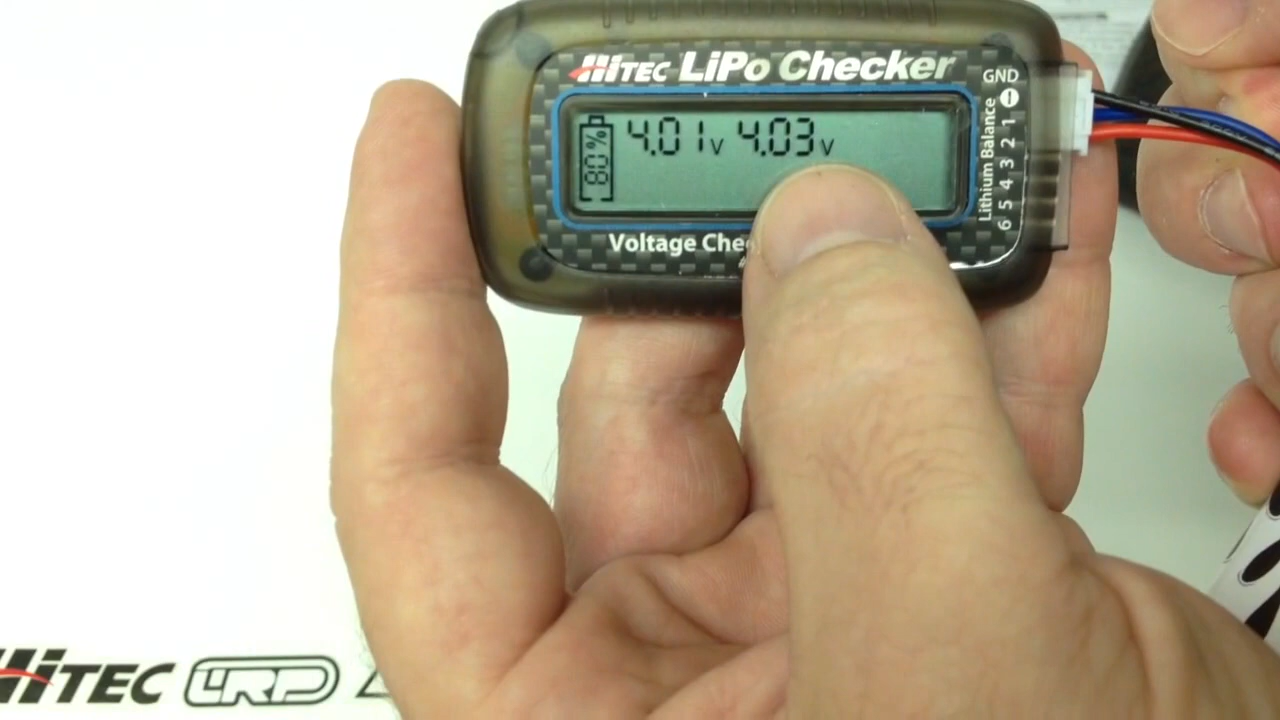 HiTEC LiPo Checker
80%
4.01V 4.03V
Voltage Che
GND
1 2 3 4 5 6
Lithium Balance
HiTEC LRP